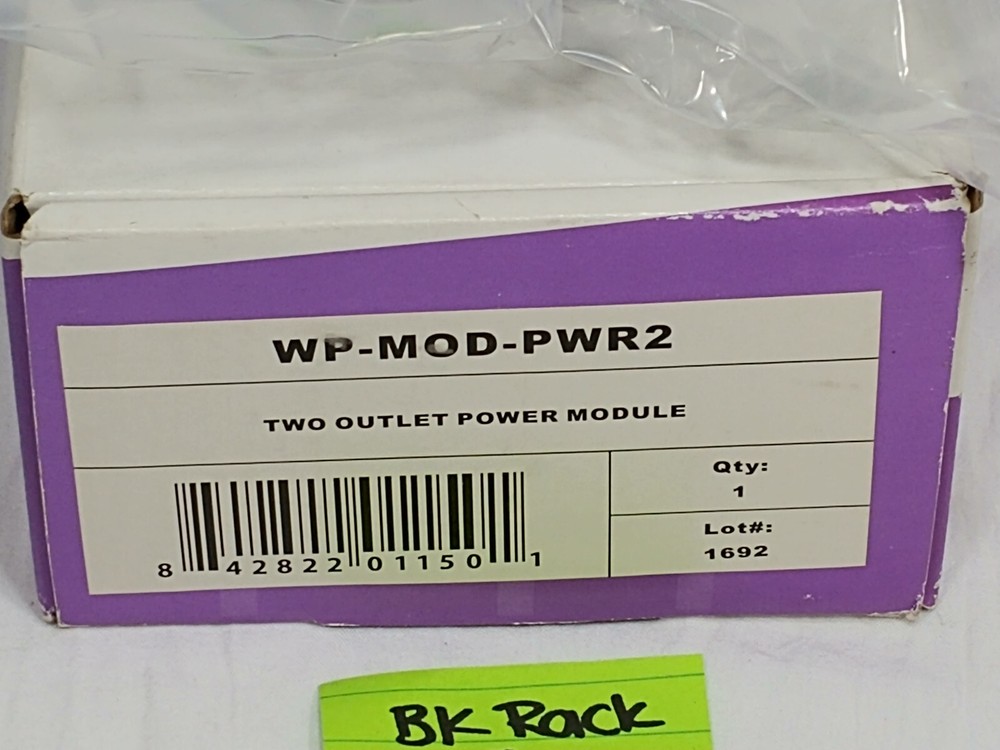 WP-MOD-PWR2
TWO OUTLET POWER MODULE
Qty:
1
Lot#:
1692
8 42822 01150 1
BK Rack